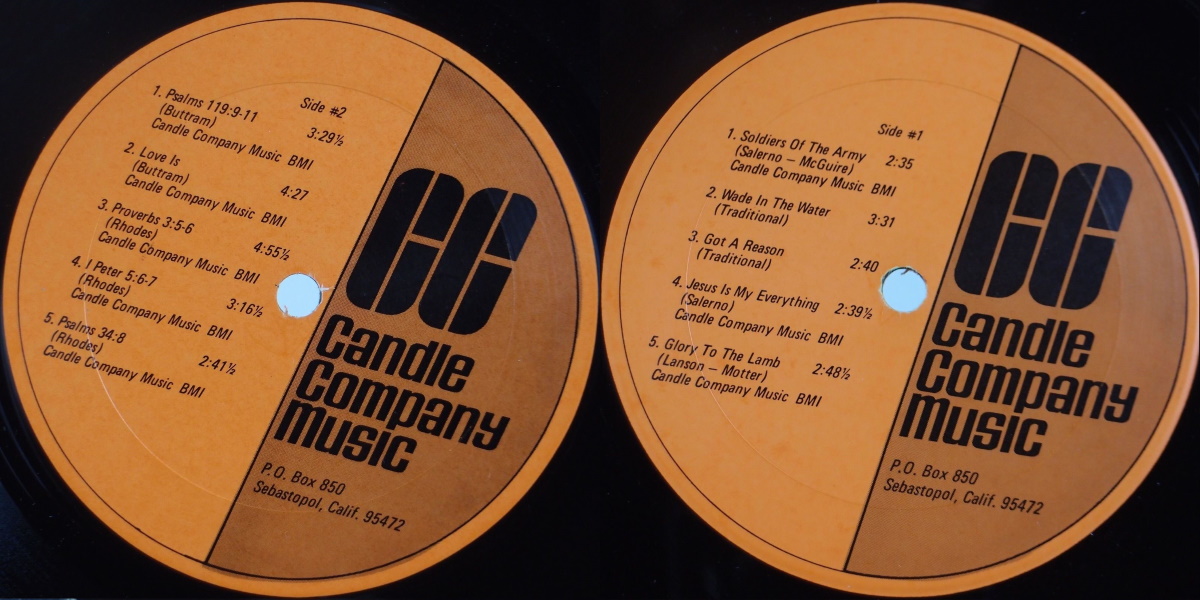 Side #2
1. Psalms 119:9-11
(Buttram) 3:29½
Candle Company Music BMI
2. Love Is
(Buttram) 4:27
Candle Company Music BMI
3. Proverbs 3:5-6
(Rhodes) 4:55½
Candle Company Music BMI
4. I Peter 5:6-7
(Rhodes) 3:16½
Candle Company Music BMI
5. Psalms 34:8
(Rhodes) 2:41½
Candle Company Music BMI
CC
Candle
Company
Music
P.O. Box 850
Sebastopol, Calif. 95472
Side #1
1. Soldiers Of The Army 2:35
(Salerno – McGuire)
Candle Company Music BMI
2. Wade In The Water 3:31
(Traditional)
3. Got A Reason 2:40
(Traditional)
4. Jesus Is My Everything 2:39½
(Salerno)
Candle Company Music BMI
5. Glory To The Lamb 2:48½
(Lanson – Motter)
Candle Company Music BMI
CC
Candle
Company
Music
P.O. Box 850
Sebastopol, Calif. 95472